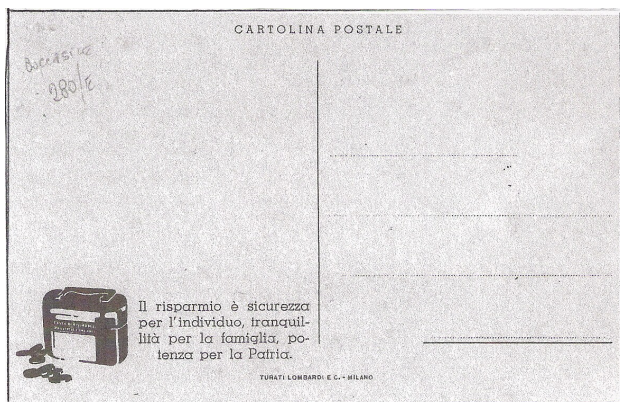 CARTOLINA POSTALE
280/E
Il risparmio è sicurezza
per l'individuo, tranquil-
lità per la famiglia, po-
tenza per la Patria.
TURATI LOMBARDI E C. - MILANO